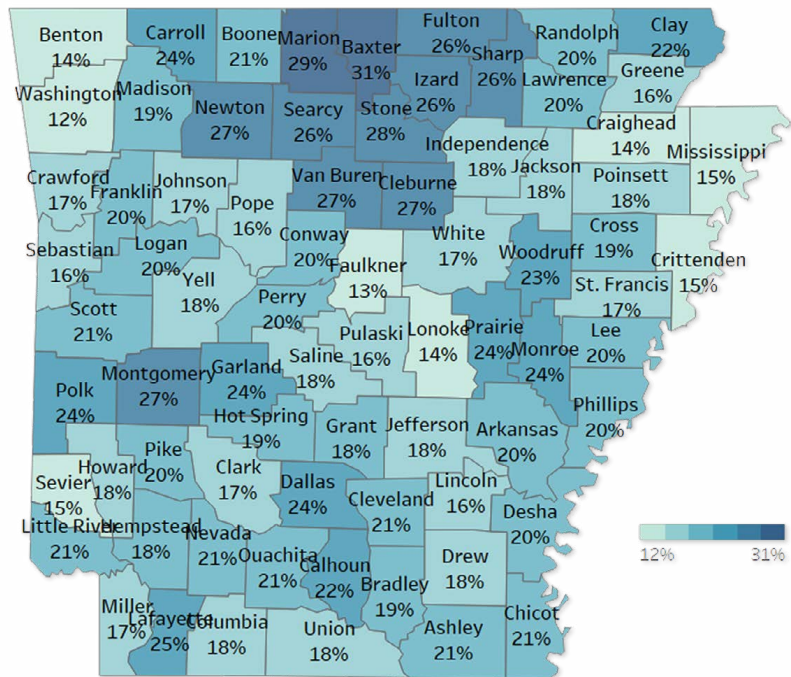 Benton
14%
Carroll
24%
Boone
21%
Marion
29%
Baxter
31%
Fulton
26%
Sharp
26%
Randolph
20%
Clay
22%
Greene
16%
Washington
12%
Madison
19%
Newton
27%
Searcy
26%
Stone
28%
Izard
26%
Lawrence
20%
Independence
18%
Jackson
18%
Craighead
14%
Mississippi
15%
Poinsett
18%
Crawford
17%
Franklin
20%
Johnson
17%
Pope
16%
Van Buren
27%
Cleburne
27%
Sebastian
16%
Logan
20%
Yell
18%
Conway
20%
Faulkner
13%
White
17%
Woodruff
23%
Cross
19%
Crittenden
15%
St. Francis
17%
Scott
21%
Perry
20%
Pulaski
16%
Lonoke
14%
Prairie
24%
Monroe
24%
Lee
20%
Polk
24%
Montgomery
27%
Garland
24%
Saline
18%
Hot Spring
19%
Grant
18%
Jefferson
18%
Arkansas
20%
Phillips
20%
Sevier
15%
Howard
18%
Pike
20%
Clark
17%
Dallas
24%
Cleveland
21%
Lincoln
16%
Desha
20%
Little River
21%
Hempstead
18%
Nevada
21%
Ouachita
21%
Calhoun
22%
Bradley
19%
Drew
18%
Miller
17%
Lafayette
25%
Columbia
18%
Union
18%
Ashley
21%
Chicot
21%
12%
31%